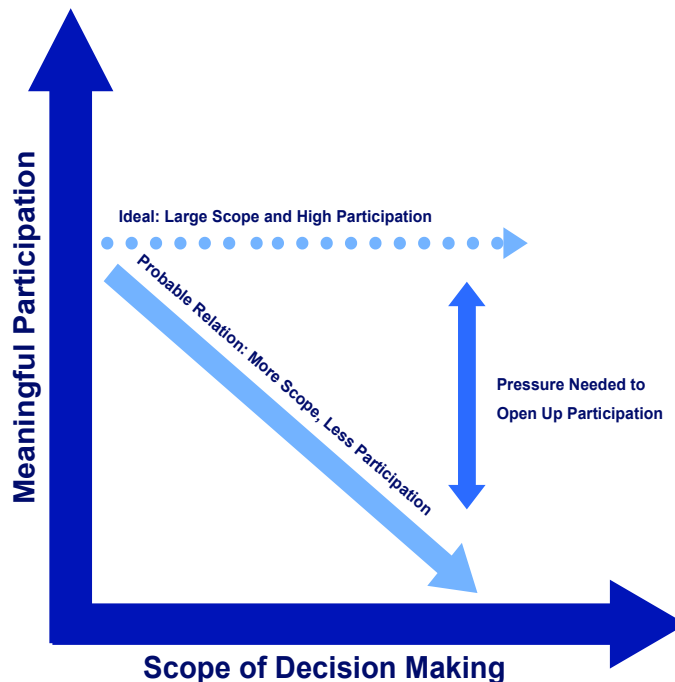 Meaningful Participation
Ideal: Large Scope and High Participation
Probable Relation: More Scope, Less Participation
Pressure Needed to
Open Up Participation
Scope of Decision Making